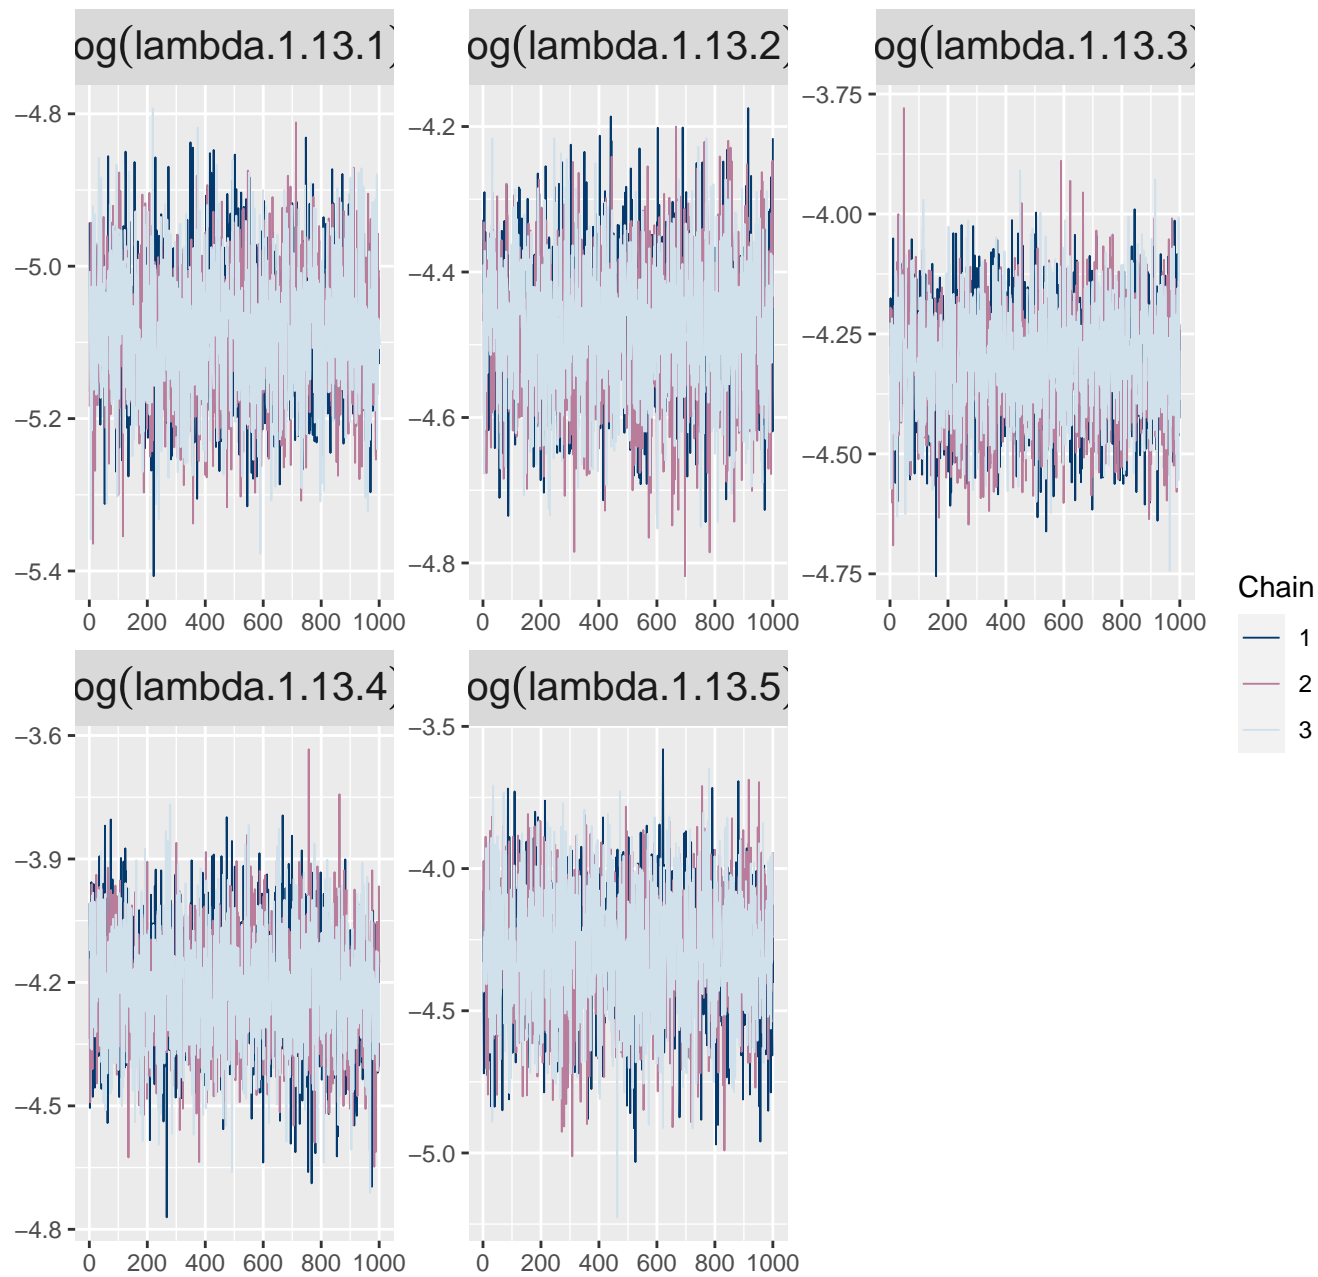 og(lambda.1.13.1)
og(lambda.1.13.2)
og(lambda.1.13.3)
−4.8
−5.0
−5.2
−5.4
0 200 400 600 800 1000
−4.2
−4.4
−4.6
−4.8
0 200 400 600 800 1000
−3.75
−4.00
−4.25
−4.50
−4.75
0 200 400 600 800 1000
og(lambda.1.13.4)
og(lambda.1.13.5)
−3.6
−3.9
−4.2
−4.5
−4.8
0 200 400 600 800 1000
−3.5
−4.0
−4.5
−5.0
0 200 400 600 800 1000
Chain
1
2
3